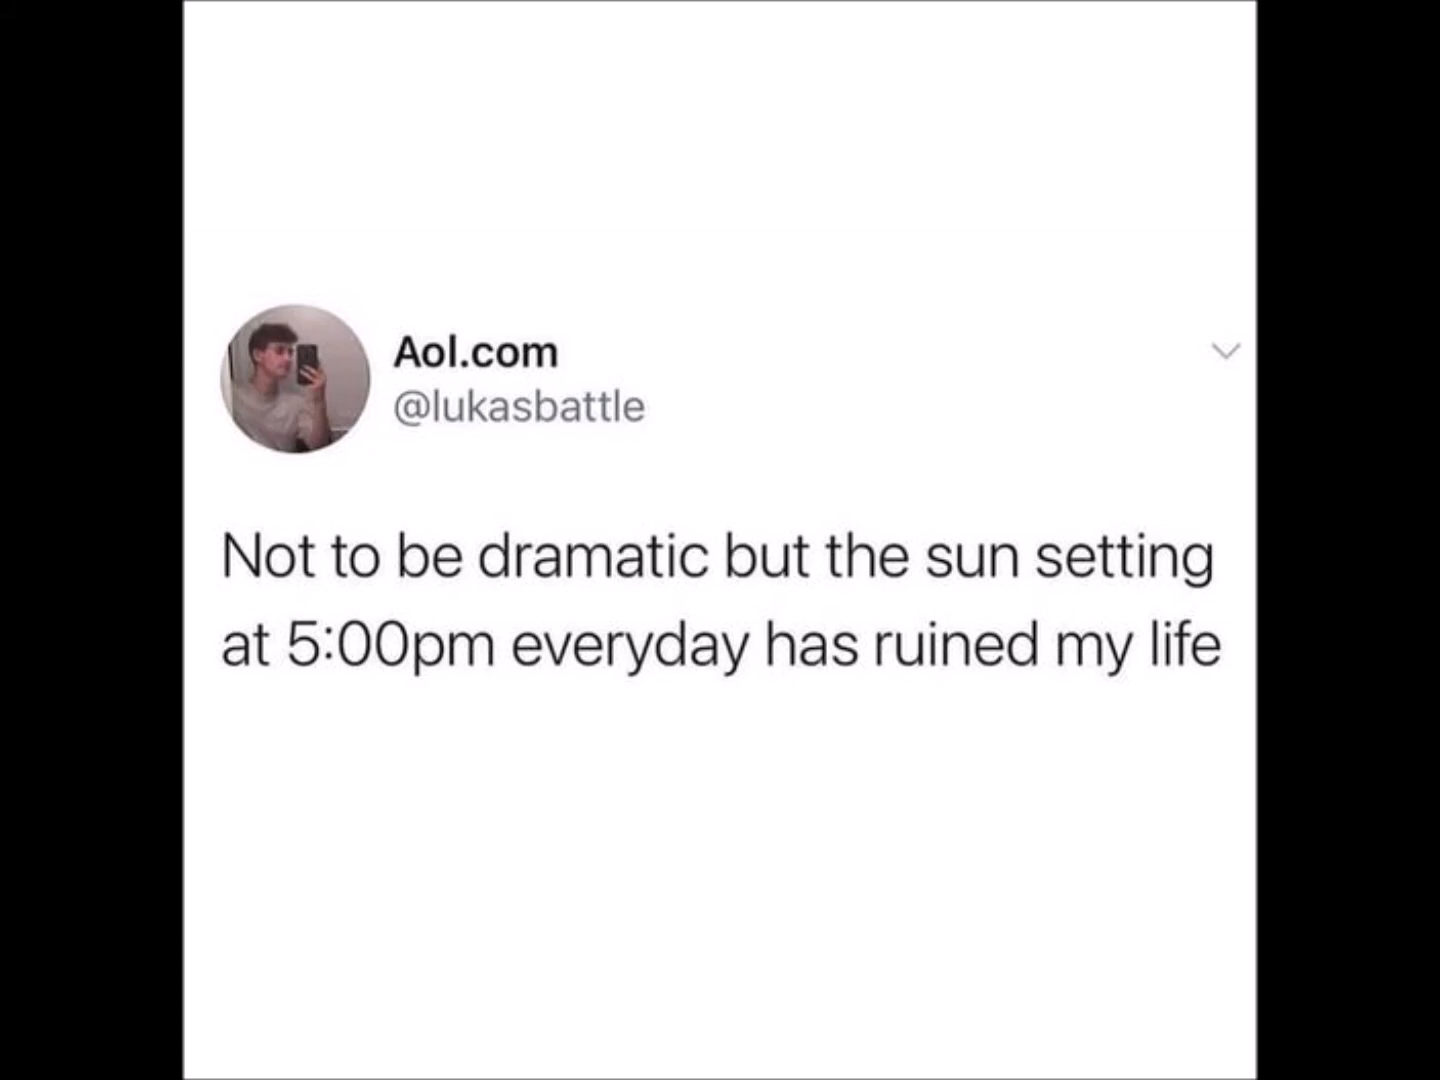 Aol.com
@lukasbattle
Not to be dramatic but the sun setting
at 5:00pm everyday has ruined my life